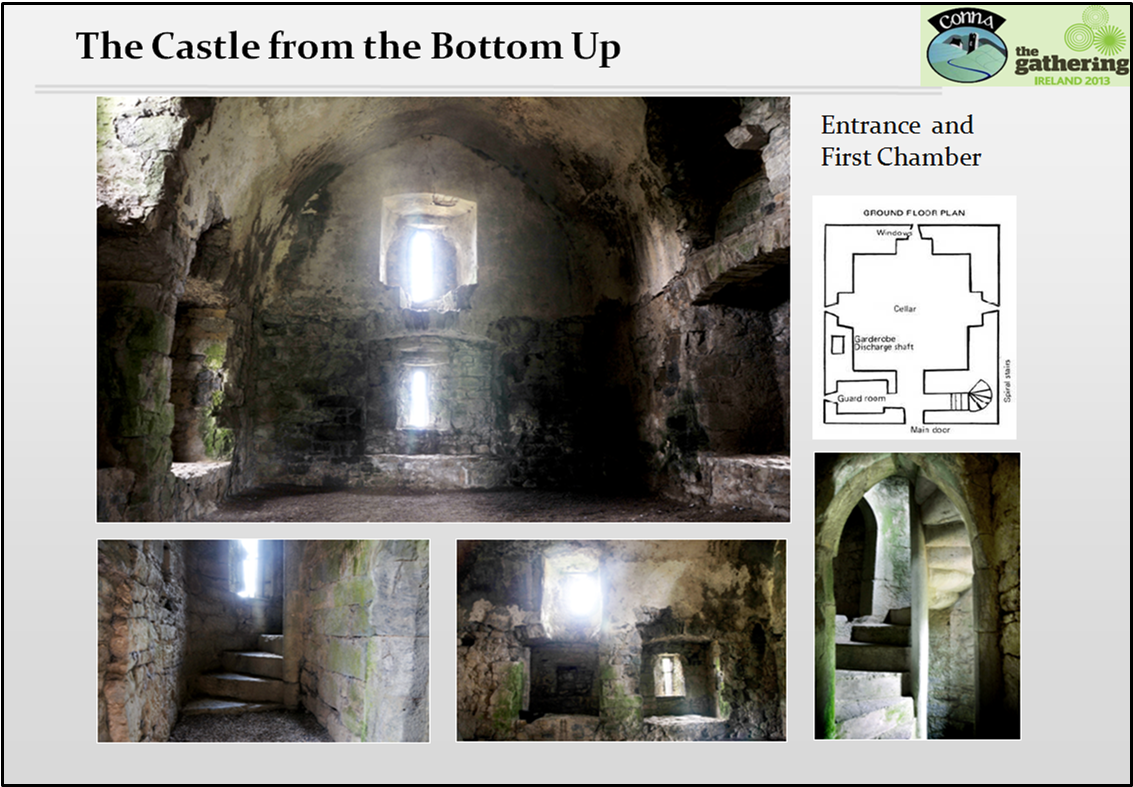 The Castle from the Bottom Up
CONNA
the
gathering
IRELAND 2013
Entrance and
First Chamber
GROUND FLOOR PLAN
Window
Cellar
Garderobe
Discharge shaft
Spiral stairs
Guard room
Main door